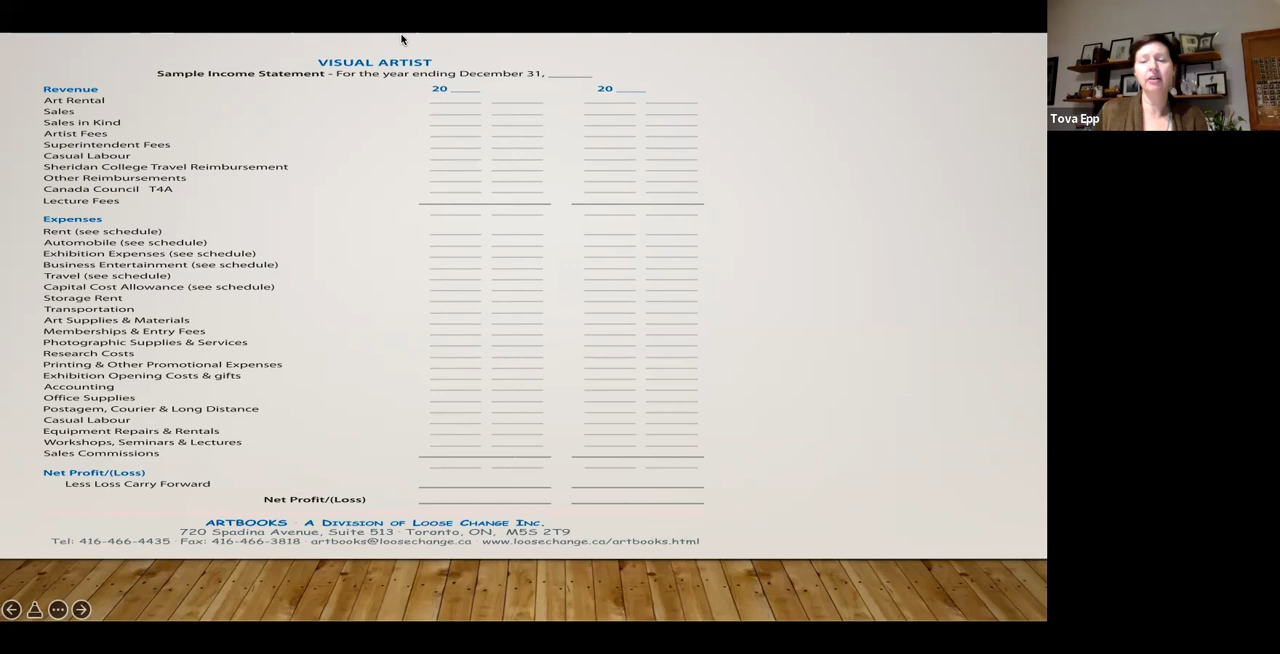 VISUAL ARTIST
Sample Income Statement - For the year ending December 31, _______
Revenue 20 ____ 20 ____
Art Rental
Sales
Sales in Kind
Artist Fees
Superintendent Fees
Casual Labour
Sheridan College Travel Reimbursement
Other Reimbursements
Canada Council T4A
Lecture Fees
Expenses
Rent (see schedule)
Automobile (see schedule)
Exhibition Expenses (see schedule)
Business Entertainment (see schedule)
Travel (see schedule)
Capital Cost Allowance (see schedule)
Storage Rent
Transportation
Art Supplies & Materials
Memberships & Entry Fees
Photographic Supplies & Services
Research Costs
Printing & Other Promotional Expenses
Exhibition Opening Costs & gifts
Accounting
Office Supplies
Postagem, Courier & Long Distance
Casual Labour
Equipment Repairs & Rentals
Workshops, Seminars & Lectures
Sales Commissions
Net Profit/(Loss)
Less Loss Carry Forward
Net Profit/(Loss)
ARTBOOKS · A DIVISION OF LOOSE CHANGE INC.
720 Spadina Avenue, Suite 513 · Toronto, ON, M5S 2T9
Tel: 416-466-4435 · Fax: 416-466-3818 · artbooks@loosechange.ca · www.loosechange.ca/artbooks.html
Tova Epp